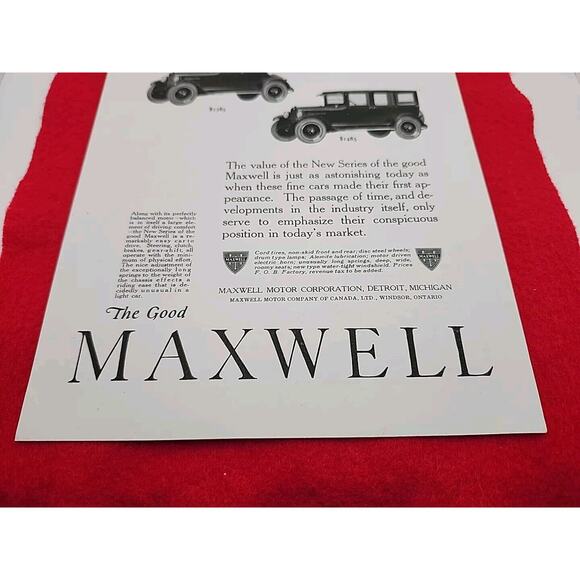 $1385
$1485
The value of the New Series of the good
Maxwell is just as astonishing today as
when these fine cars made their first ap-
pearance. The passage of time, and de-
velopments in the industry itself, only
serve to emphasize their conspicuous
position in today's market.
Along with its perfectly
balanced motor—which
is in itself a large ele-
ment of driving comfort
—the New Series of the
good Maxwell is a re-
markably easy car to
drive. Steering, clutch,
brakes, gear-shift, all
operate with the mini-
mum of physical effort.
The nice adjustment of
the exceptionally long
springs to the weight of
the chassis effects a
riding ease that is de-
cidedly unusual in a
light car.
MAXWELL
Cord tires, non-skid front and rear; disc steel wheels;
drum type lamps; Alemite lubrication; motor driven
electric horn; unusually long springs, deep, wide,
roomy seats; new type water-tight windshield. Prices
F. O. B. Factory, revenue tax to be added.
MAXWELL
MAXWELL MOTOR CORPORATION, DETROIT, MICHIGAN
MAXWELL MOTOR COMPANY OF CANADA, LTD., WINDSOR, ONTARIO
The Good
MAXWELL